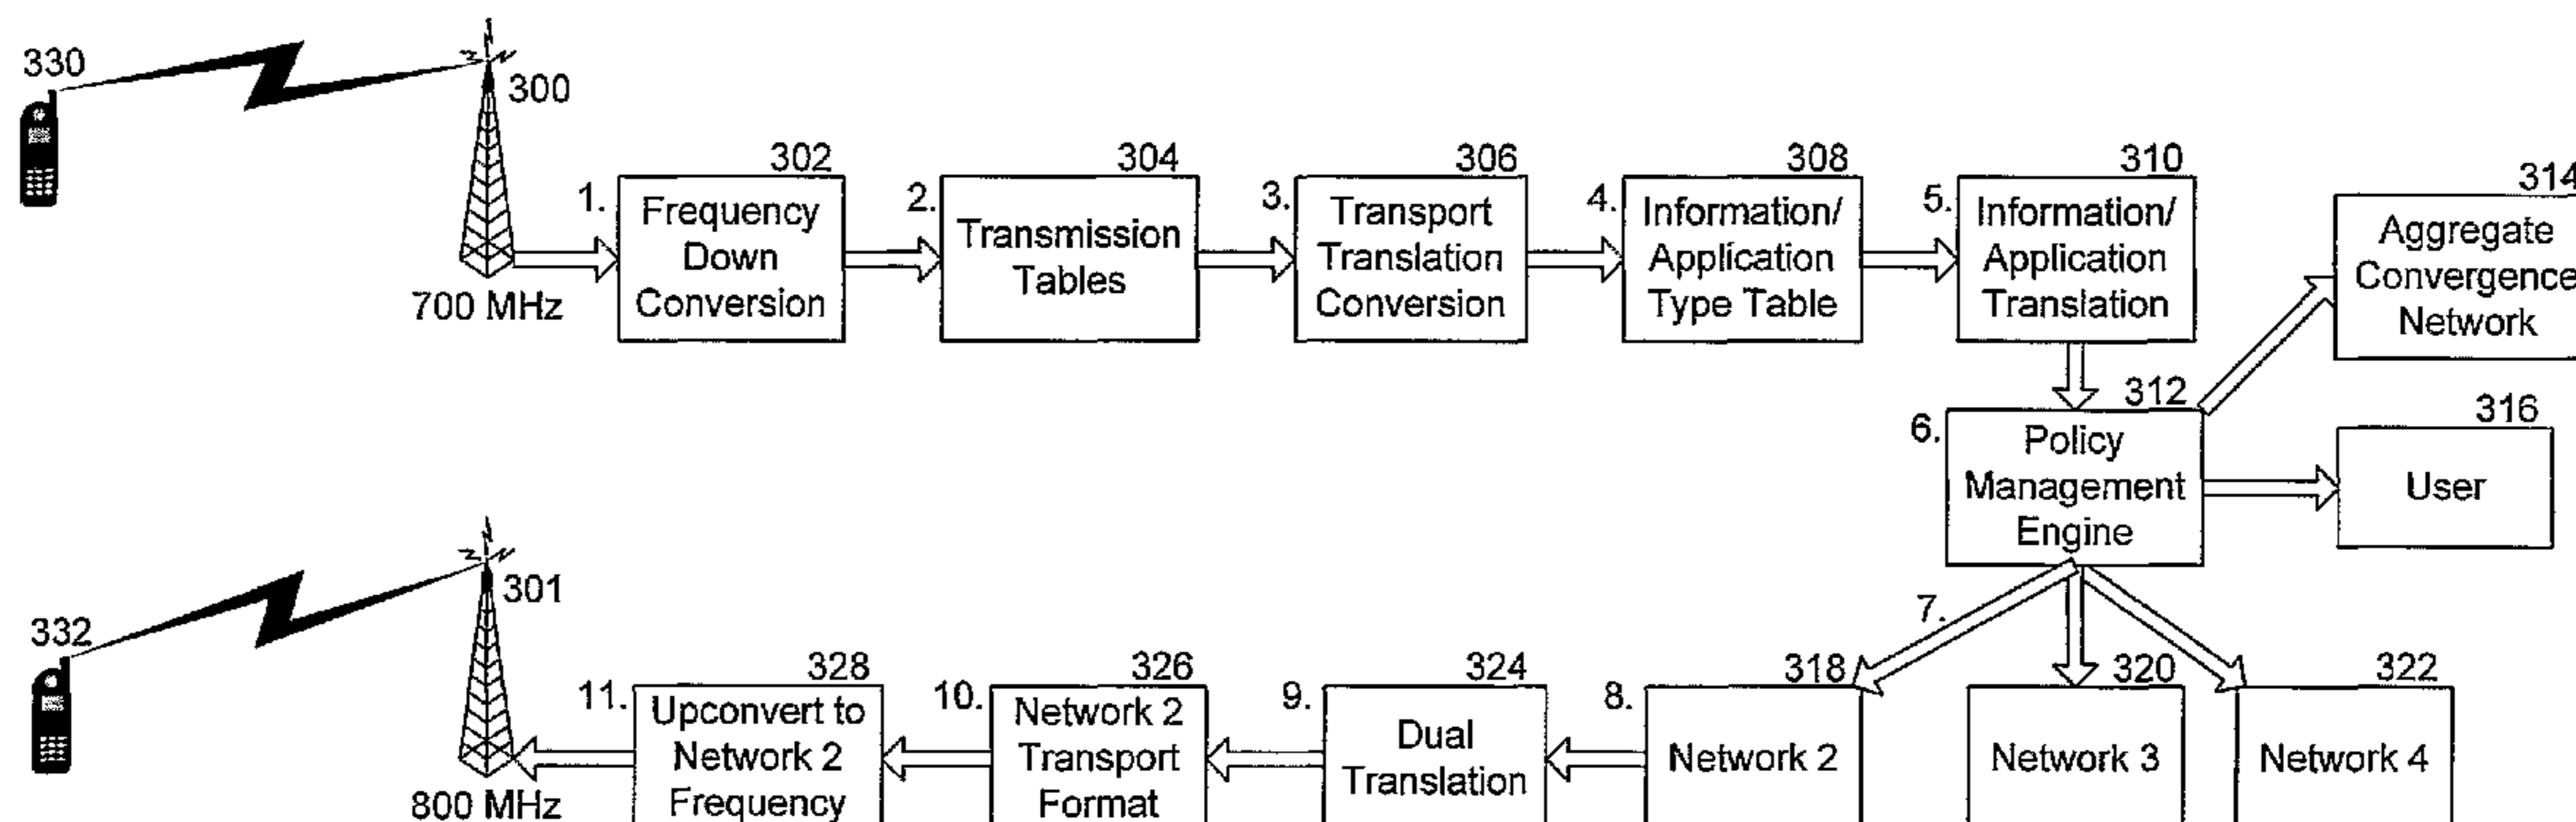 330
300
700 MHz
1.
302
Frequency
Down
Conversion
2.
304
Transmission
Tables
3.
306
Transport
Translation
Conversion
4.
308
Information/
Application
Type Table
5.
310
Information/
Application
Translation
314
Aggregate
Convergence
Network
6.
312
Policy
Management
Engine
316
User
332
301
800 MHz
11.
328
Upconvert to
Network 2
Frequency
10.
326
Network 2
Transport
Format
9.
324
Dual
Translation
8.
318
Network 2
7.
320
Network 3
322
Network 4